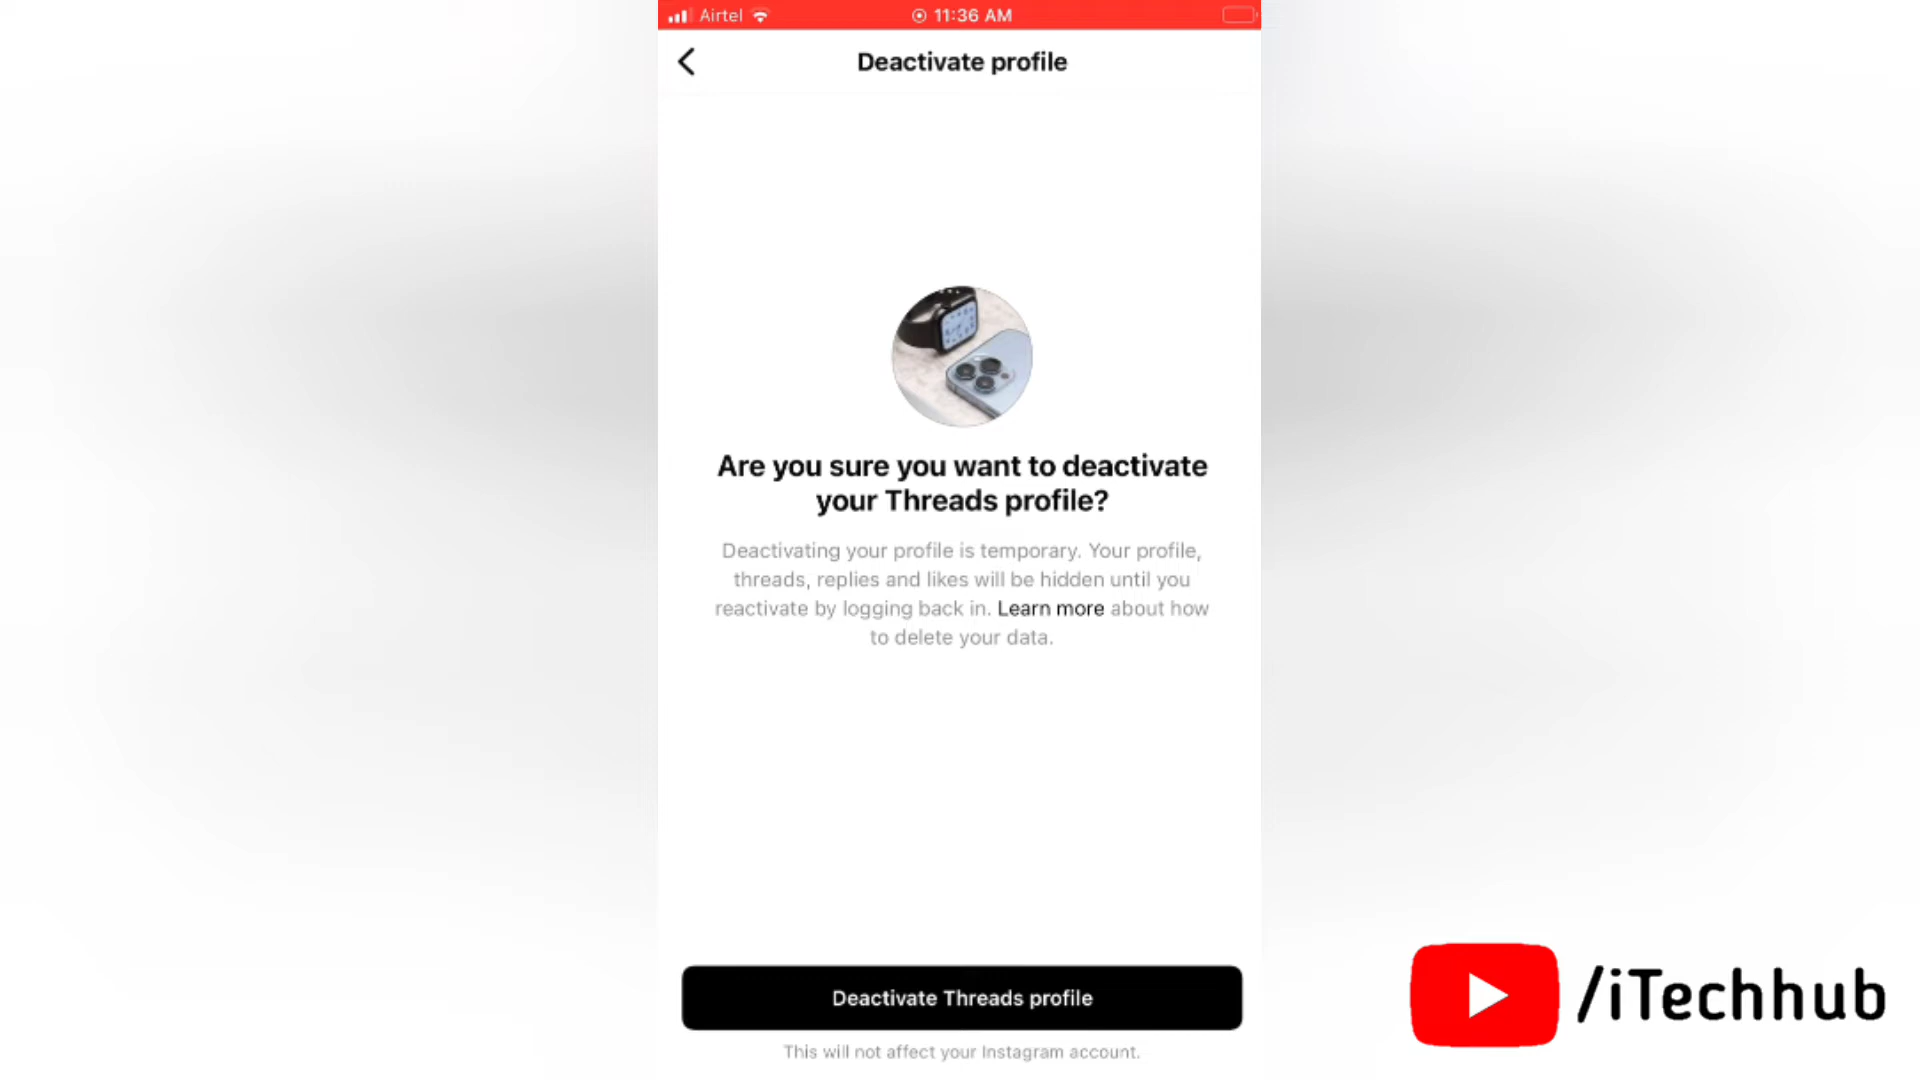 Airtel
11:36 AM
Deactivate profile
Are you sure you want to deactivate
your Threads profile?
Deactivating your profile is temporary. Your profile,
threads, replies and likes will be hidden until you
reactivate by logging back in. Learn more about how
to delete your data.
Deactivate Threads profile
This will not affect your Instagram account.
/iTechhub